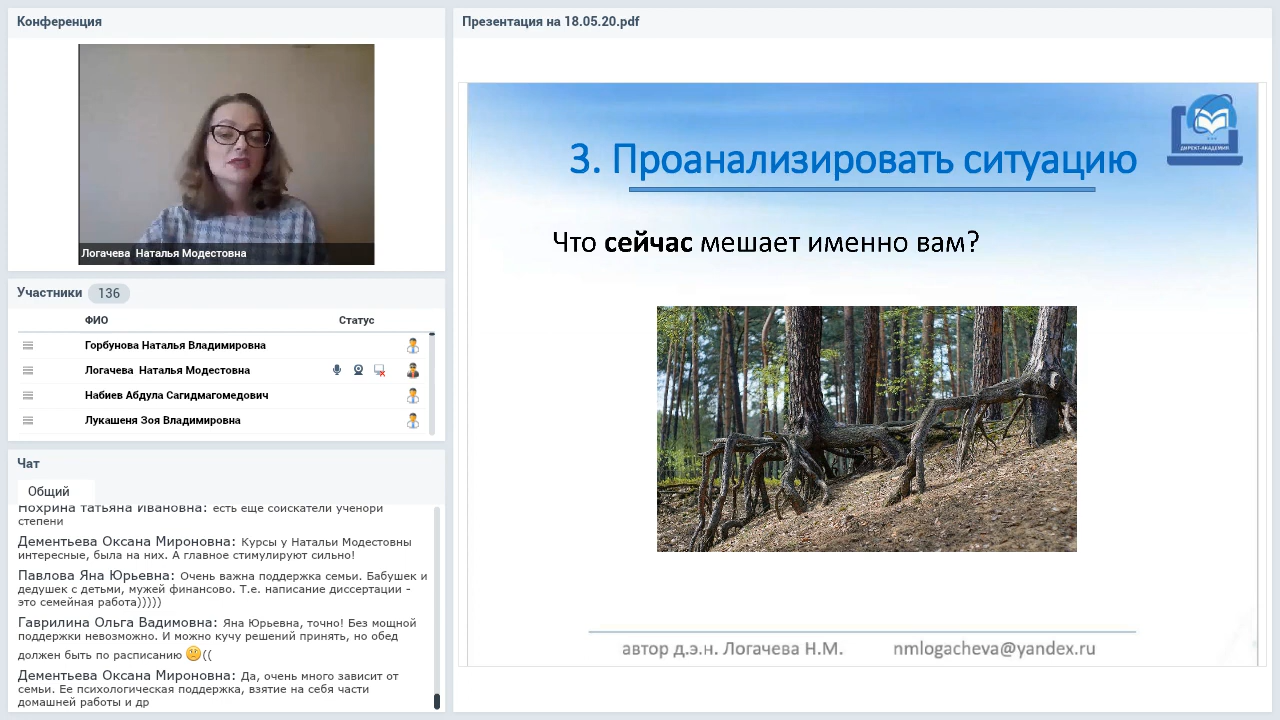 Конференция
Логачева  Наталья Модестовна
Участники 136
ФИО Статус
Горбунова Наталья Владимировна
Логачева  Наталья Модестовна
Набиев Абдула Сагидмагомедович
Лукашеня Зоя Владимировна
Чат
Общий
Нохрина Татьяна Ивановна: есть еще соискатели ученори
степени
Дементьева Оксана Мироновна: Курсы у Натальи Модестовны
интересные, была на них. А главное стимулируют сильно!
Павлова Яна Юрьевна: Очень важна поддержка семьи. Бабушек и
дедушек с детьми, мужей финансово. Т.е. написание диссертации -
это семейная работа)))))
Гаврилина Ольга Вадимовна: Яна Юрьевна, точно! Без мощной
поддержки невозможно. И можно кучу решений принять, но обед
должен быть по расписанию ((
Дементьева Оксана Мироновна: Да, очень много зависит от
семьи. Ее психологическая поддержка, взятие на себя части
домашней работы и др
Презентация на 18.05.20.pdf
ДИРЕКТ-АКАДЕМИЯ
3. Проанализировать ситуацию
Что сейчас мешает именно вам?
автор д.э.н. Логачева Н.М. nmlogacheva@yandex.ru